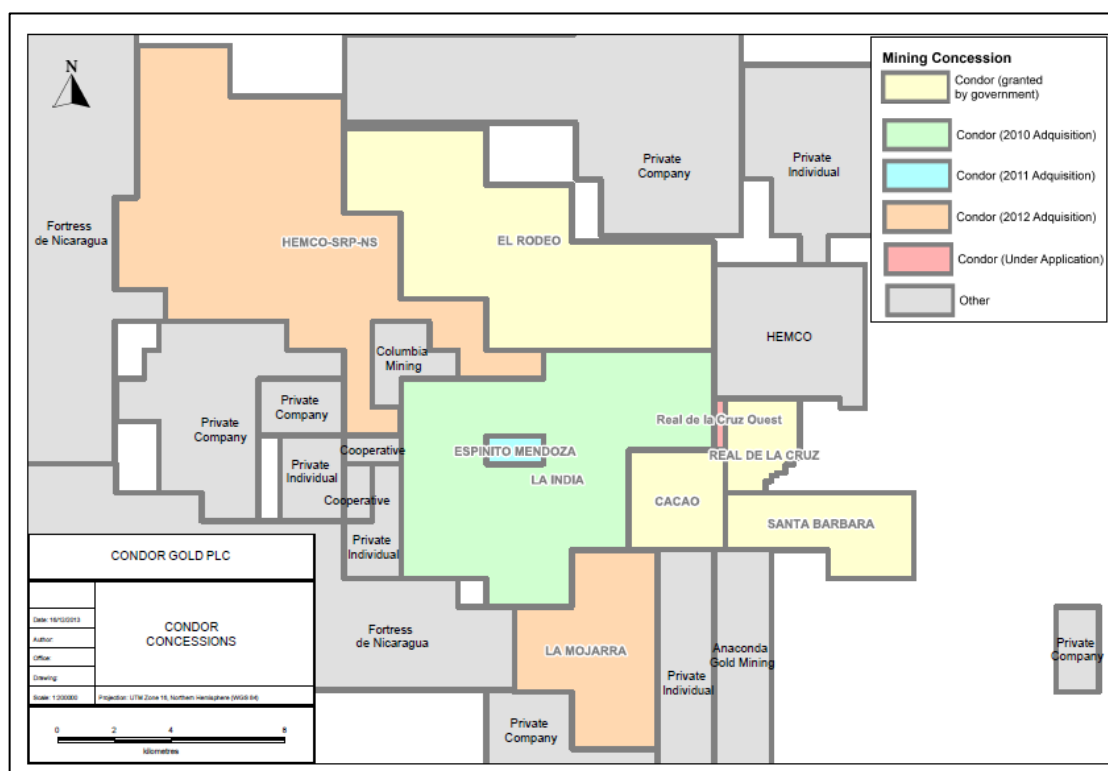 N
Mining Concession
Condor (granted
by government)
Condor (2010 Adquisition)
Condor (2011 Adquisition)
Condor (2012 Adquisition)
Condor (Under Application)
Other
Private
Company
Private
Individual
Fortress
de Nicaragua
HEMCO-SRP-NS
EL RODEO
HEMCO
Columbia
Mining
Private
Company
Private
Company
Real de la Cruz Ouest
Cooperative
ESPINITO MENDOZA
REAL DE LA CRUZ
Private
Individual
LA INDIA
Cooperative
CACAO
SANTA BARBARA
Private
Individual
Fortress
de Nicaragua
LA MOJARRA
Anaconda
Gold Mining
Private
Individual
Private
Company
Private
Company
CONDOR GOLD PLC
CONDOR
CONCESSIONS
Date: 16/12/2013
Author:
Office:
Drawing:
Scale: 1:200000
Projection: UTM Zone 16, Northern Hemisphere (WGS 84)
0 2 4 8
kilometres